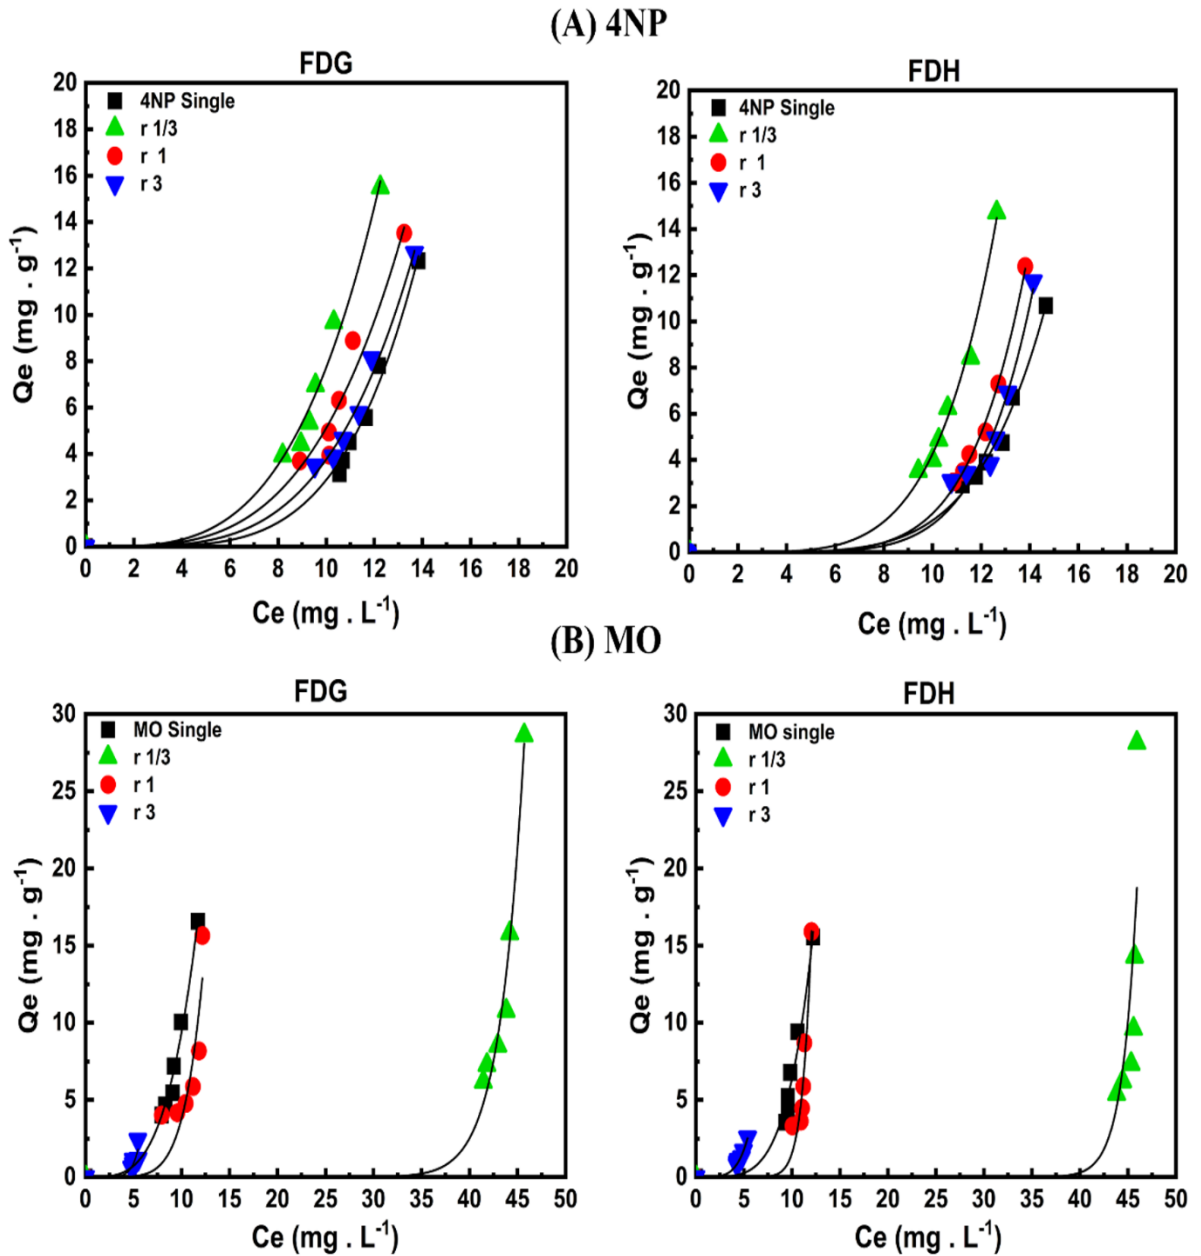 (A) 4NP
FDG
20
18
16
14
12
10
8
6
4
2
0
Qe (mg . g⁻¹)
4NP Single
r 1/3
r 1
r 3
0 2 4 6 8 10 12 14 16 18 20
Ce (mg . L⁻¹)
FDH
20
18
16
14
12
10
8
6
4
2
0
Qe (mg . g⁻¹)
4NP Single
r 1/3
r 1
r 3
0 2 4 6 8 10 12 14 16 18 20
Ce (mg . L⁻¹)
(B) MO
FDG
30
25
20
15
10
5
0
Qe (mg . g⁻¹)
MO Single
r 1/3
r 1
r 3
0 5 10 15 20 25 30 35 40 45 50
Ce (mg . L⁻¹)
FDH
30
25
20
15
10
5
0
Qe (mg . g⁻¹)
MO single
r 1/3
r 1
r 3
0 5 10 15 20 25 30 35 40 45 50
Ce (mg . L⁻¹)